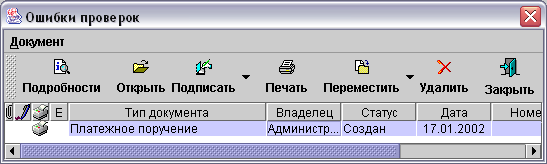 Ошибки проверок
Документ
Подробности Открыть Подписать Печать Переместить Удалить Закрыть
Е Тип документа Владелец Статус Дата Номе
Платежное поручение Администр... Создан 17.01.2002